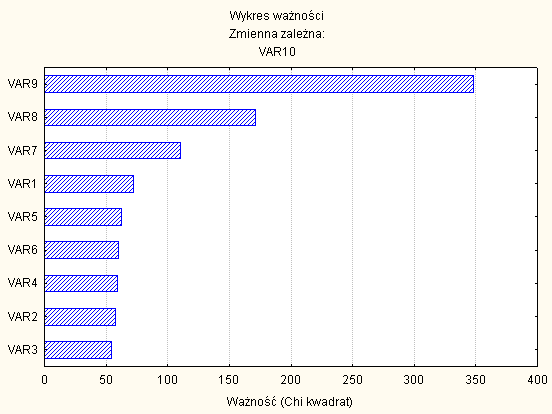 Wykres ważności
Zmienna zależna:
VAR10
VAR9
VAR8
VAR7
VAR1
VAR5
VAR6
VAR4
VAR2
VAR3
0 50 100 150 200 250 300 350 400
Ważność (Chi kwadrat)